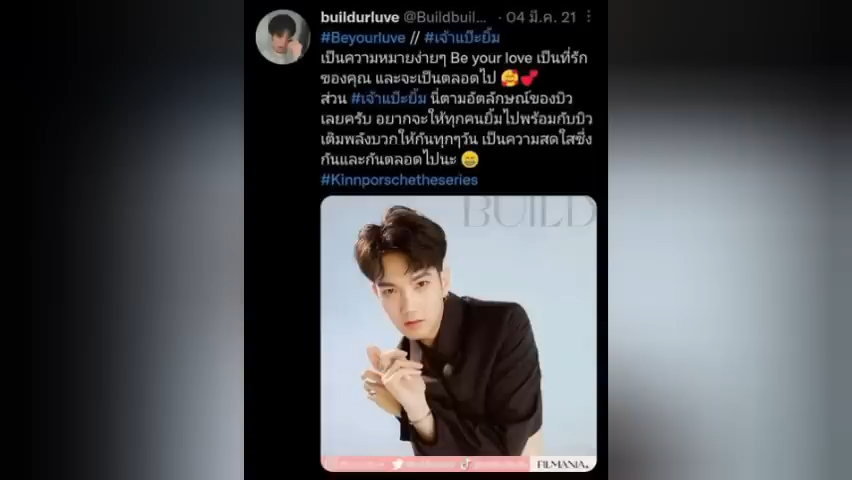 buildurluve @Buildbuil... · 04 มี.ค. 21
#Beyourluve // #เจ้าแป๊ะยิ้ม
เป็นความหมายง่ายๆ Be your love เป็นที่รัก
ของคุณ และจะเป็นตลอดไป 🥰💕
ส่วน #เจ้าแป๊ะยิ้ม นี่ตามอัตลักษณ์ของบิว
เลยครับ อยากจะให้ทุกคนยิ้มไปพร้อมกับบิว
เติมพลังบวกให้กันทุกๆวัน เป็นความสดใสซึ่ง
กันและกันตลอดไปนะ 😁
#Kinnporschetheseries
BUILD
FILMANIA.